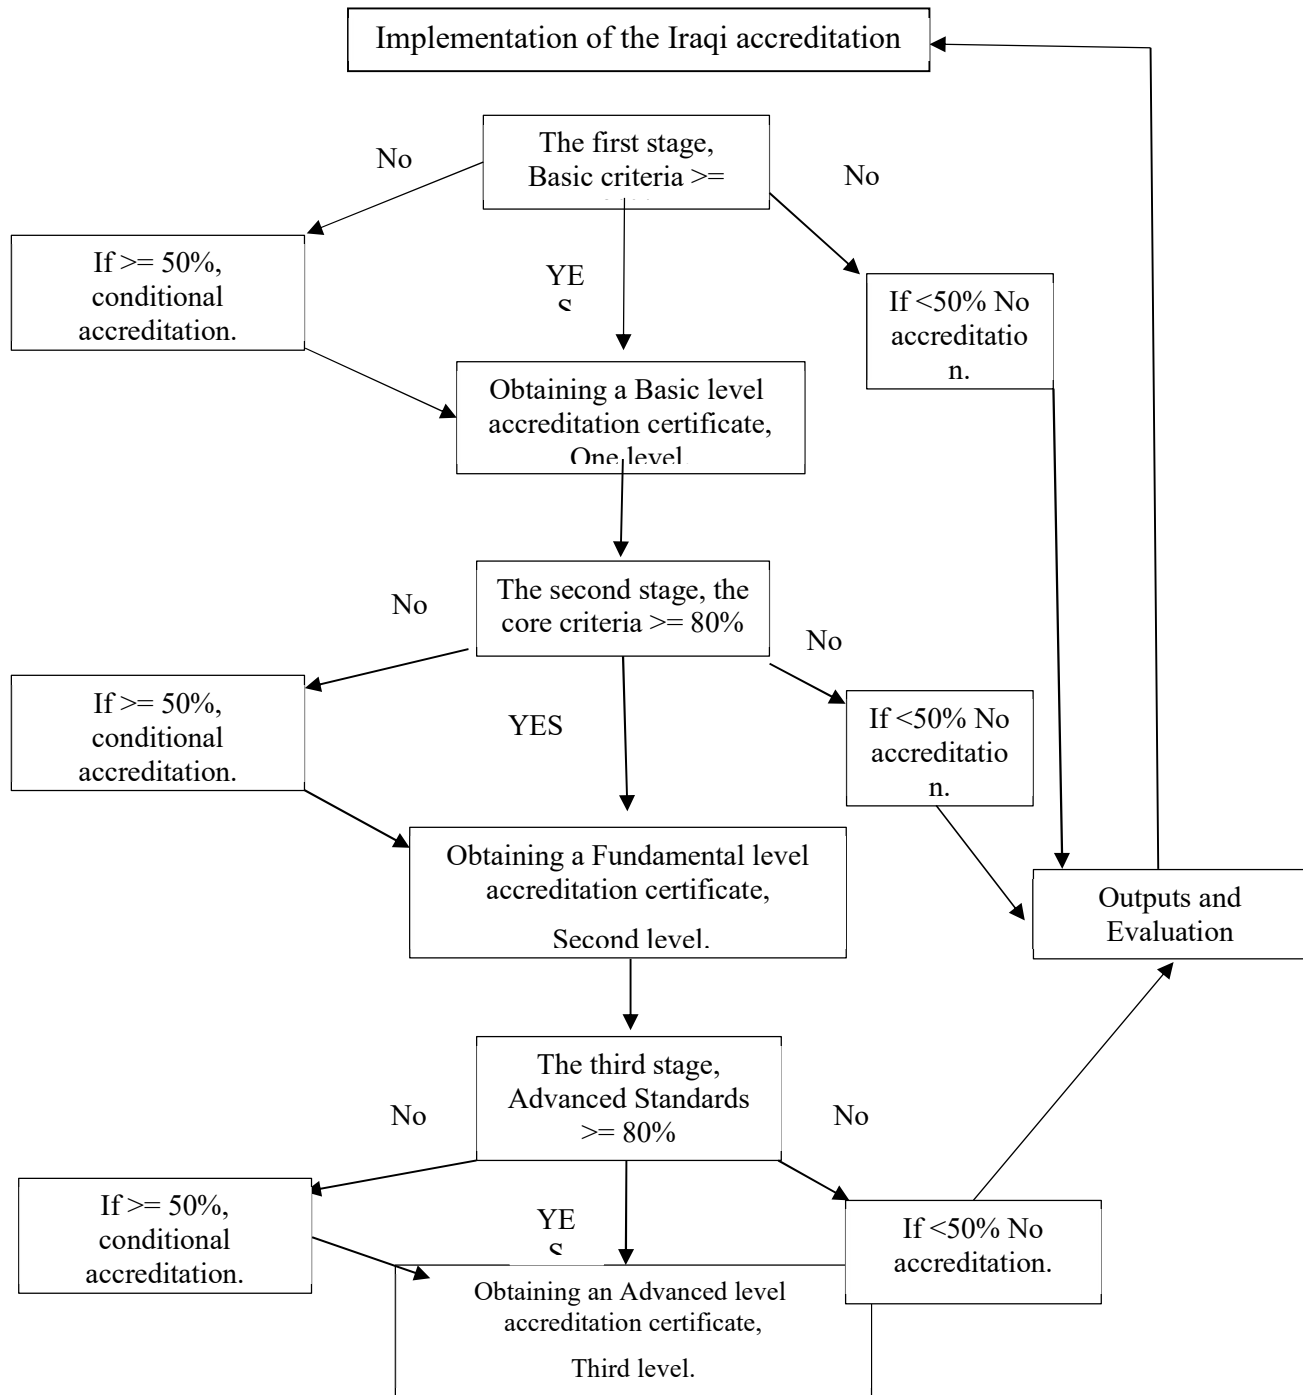 Implementation of the Iraqi accreditation
The first stage,
Basic criteria >=
No
No
If >= 50%,
conditional
accreditation.
YE
S
If <50% No
accreditatio
n.
Obtaining a Basic level
accreditation certificate,
One level.
The second stage, the
core criteria >= 80%
No
No
If >= 50%,
conditional
accreditation.
YES
If <50% No
accreditatio
n.
Obtaining a Fundamental level
accreditation certificate,
Second level.
Outputs and
Evaluation
The third stage,
Advanced Standards
>= 80%
No
No
If >= 50%,
conditional
accreditation.
YE
S
If <50% No
accreditation.
Obtaining an Advanced level
accreditation certificate,
Third level.